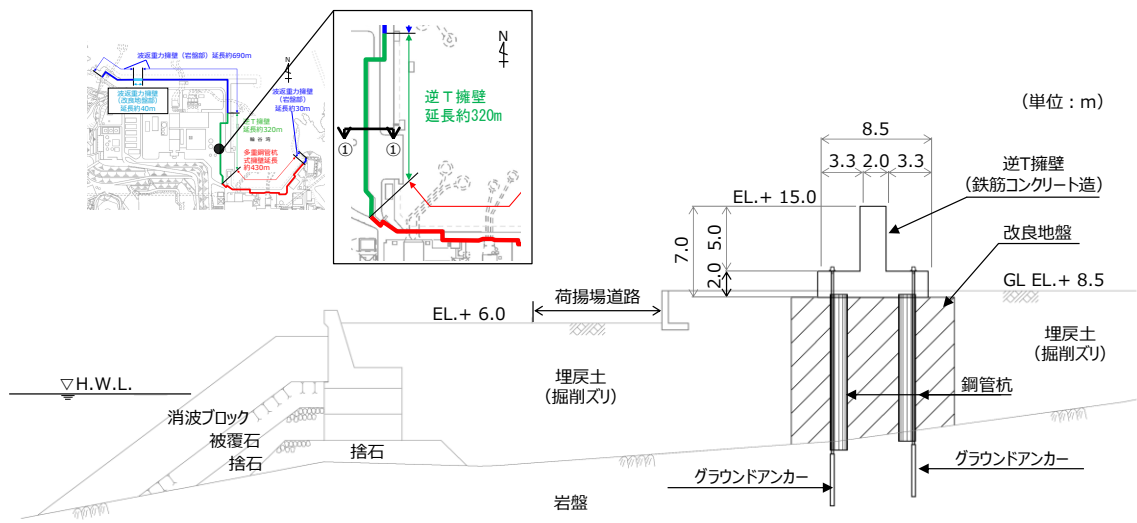 波返重力擁壁（岩盤部）延長約690m
N
波返重力擁壁
（改良地盤部）
延長約40m
波返重力擁壁
（岩盤部）
延長約30m
逆T擁壁
延長約320m
輪谷湾
多重鋼管杭
式擁壁延長
約430m
N
逆T擁壁
延長約320m
① ①
（単位：m）
8.5
3.3 2.0 3.3
逆T擁壁
（鉄筋コンクリート造）
EL.+ 15.0
7.0
5.0
2.0
改良地盤
GL EL.+ 8.5
荷揚場道路
EL.+ 6.0
埋戻土
（掘削ズリ）
埋戻土
（掘削ズリ）
▽H.W.L.
鋼管杭
消波ブロック
被覆石
捨石
捨石
グラウンドアンカー
グラウンドアンカー
岩盤